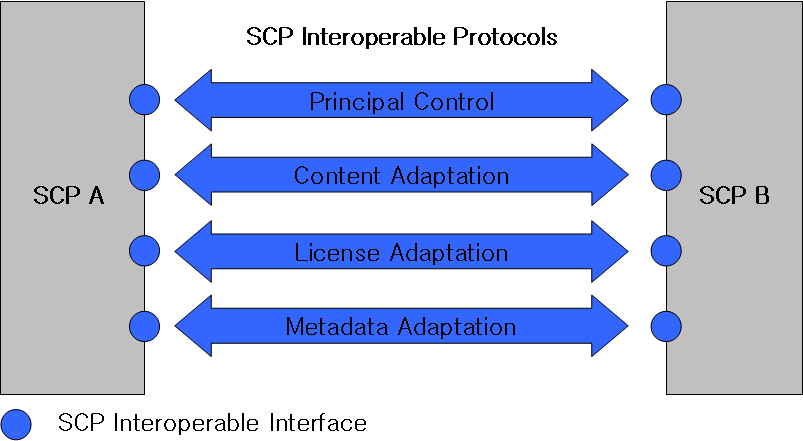 SCP Interoperable Protocols
Principal Control
Content Adaptation
SCP A
SCP B
License Adaptation
Metadata Adaptation
SCP Interoperable Interface